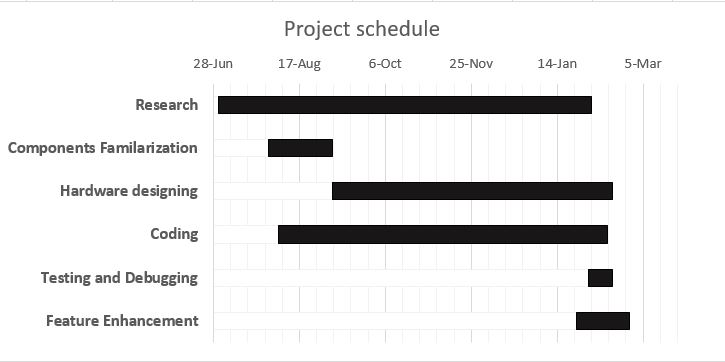 Project schedule
28-Jun 17-Aug 6-Oct 25-Nov 14-Jan 5-Mar
Research
Components Familarization
Hardware designing
Coding
Testing and Debugging
Feature Enhancement